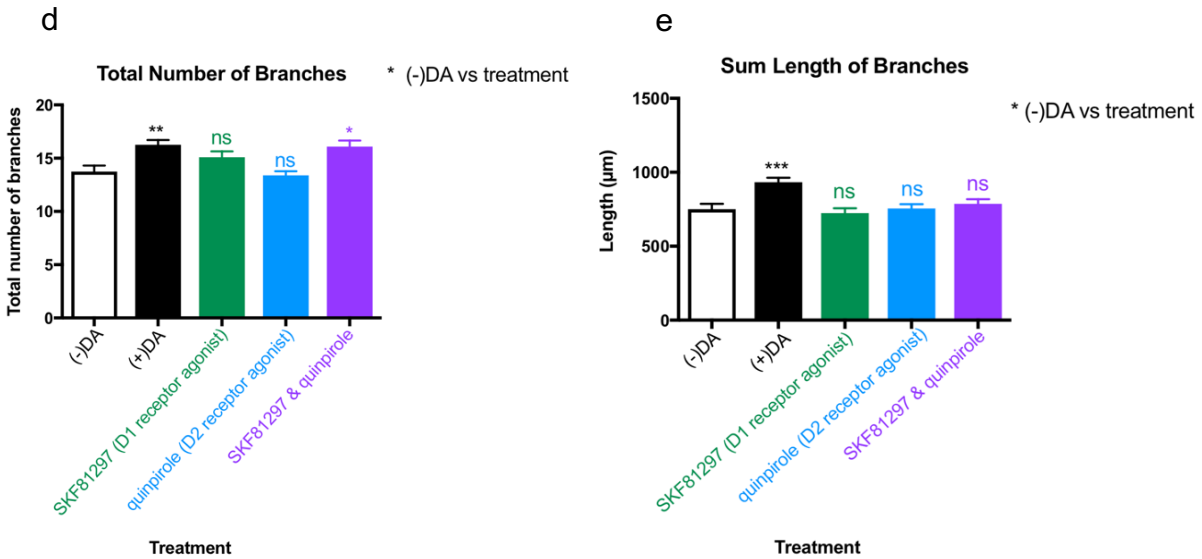 d
Total Number of Branches
* (-)DA vs treatment
Total number of branches
20
15
10
5
0
**
ns
ns
*
(-)DA
(+)DA
SKF81297 (D1 receptor agonist)
quinpirole (D2 receptor agonist)
SKF81297 & quinpirole
Treatment
e
Sum Length of Branches
* (-)DA vs treatment
Length (µm)
1500
1000
500
0
***
ns
ns
ns
(-)DA
(+)DA
SKF81297 (D1 receptor agonist)
quinpirole (D2 receptor agonist)
SKF81297 & quinpirole
Treatment